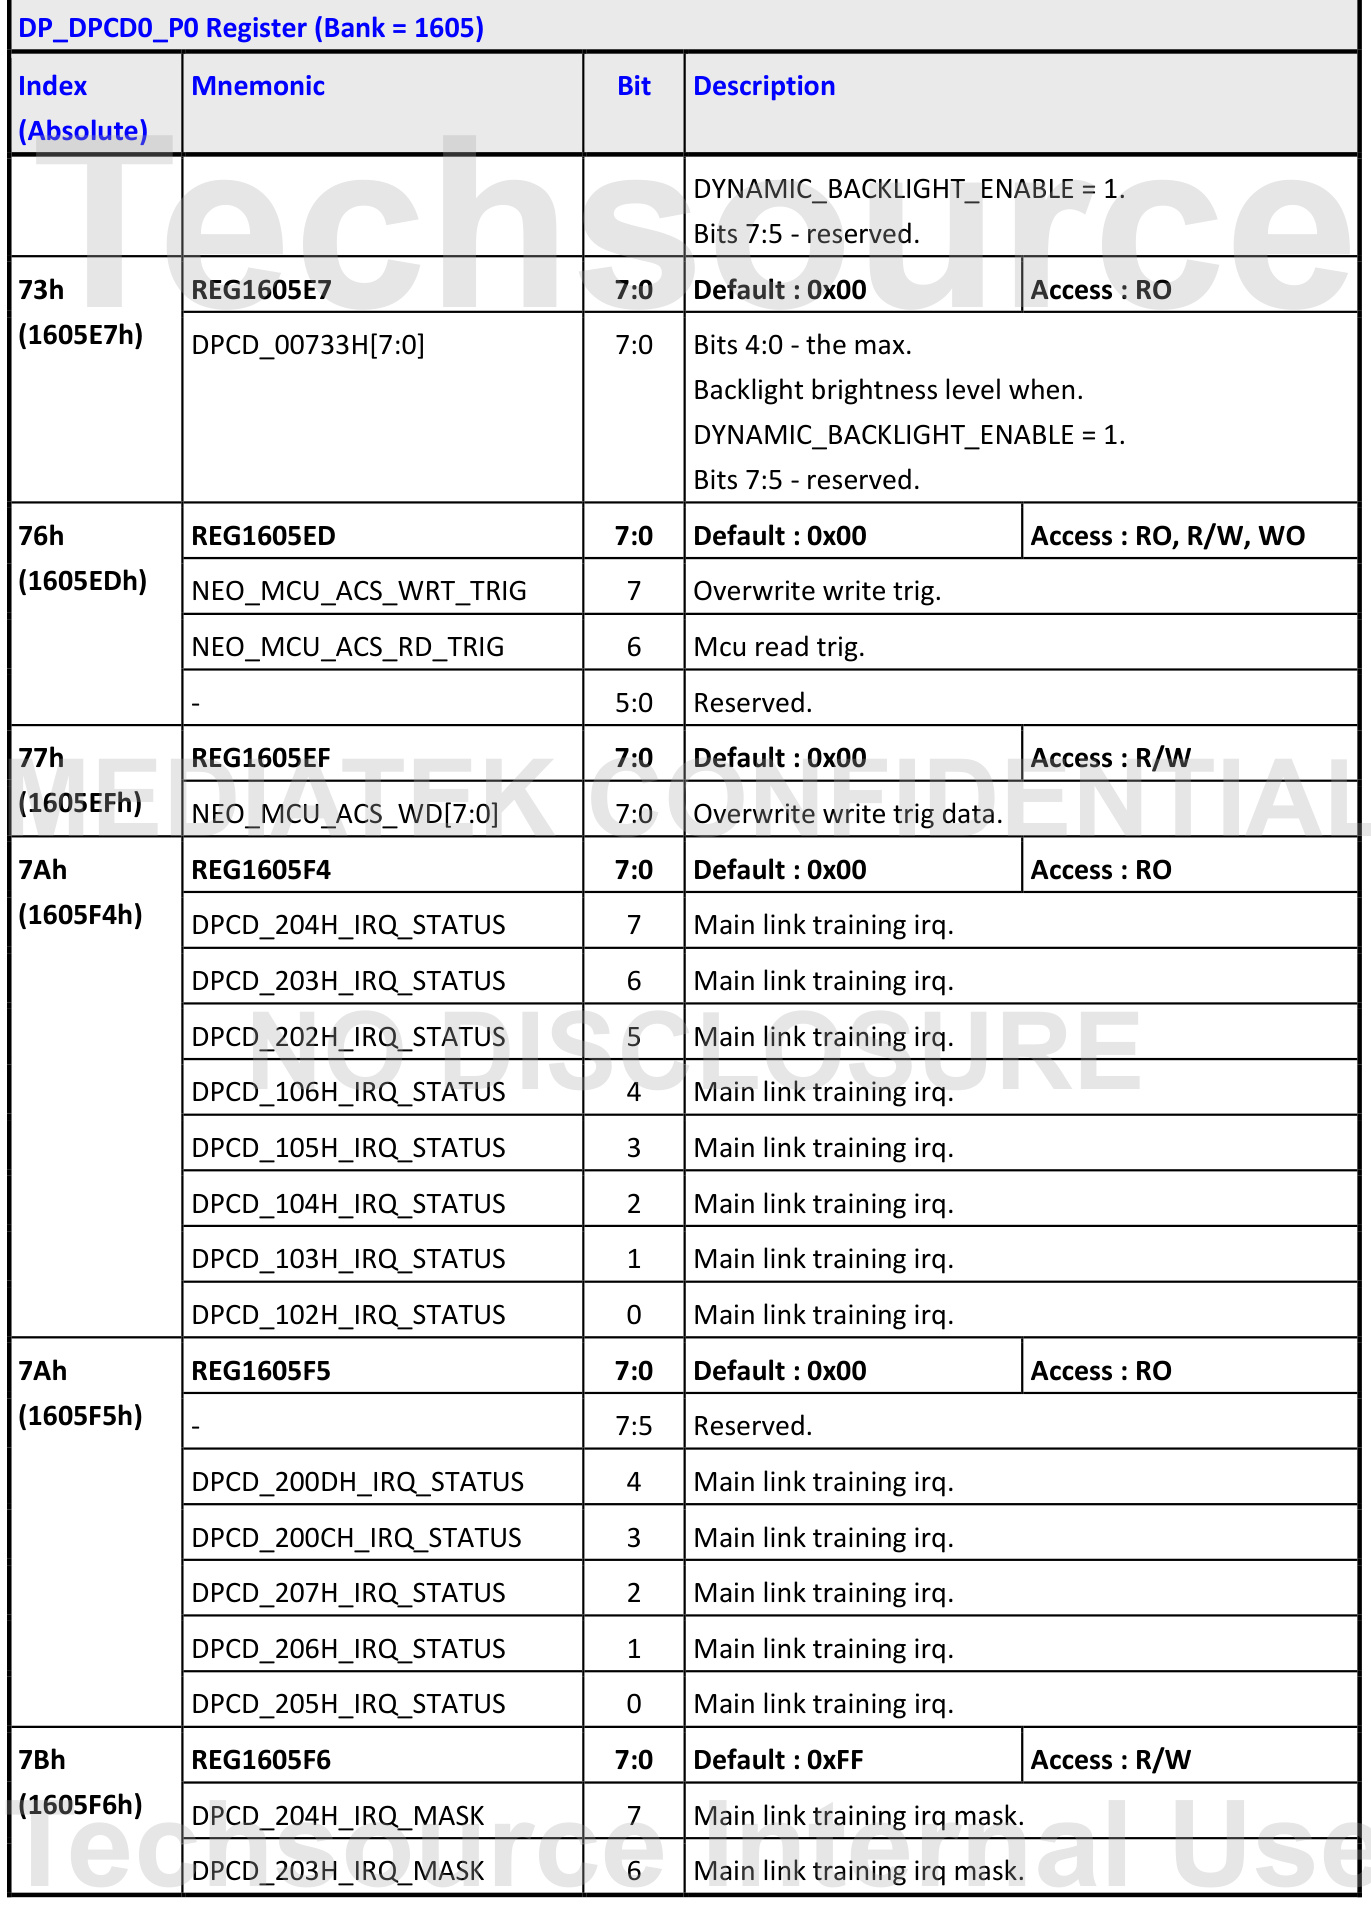 DP_DPCD0_P0 Register (Bank = 1605)
Index (Absolute) Mnemonic Bit Description
DYNAMIC_BACKLIGHT_ENABLE = 1.
Bits 7:5 - reserved.
Techsource
73h (1605E7h) REG1605E7 7:0 Default : 0x00 Access : RO
DPCD_00733H[7:0] 7:0 Bits 4:0 - the max.
Backlight brightness level when.
DYNAMIC_BACKLIGHT_ENABLE = 1.
Bits 7:5 - reserved.
76h (1605EDh) REG1605ED 7:0 Default : 0x00 Access : RO, R/W, WO
NEO_MCU_ACS_WRT_TRIG 7 Overwrite write trig.
NEO_MCU_ACS_RD_TRIG 6 Mcu read trig.
- 5:0 Reserved.
77h (1605EFh) REG1605EF 7:0 Default : 0x00 Access : R/W
MEDIATEK CONFIDENTIAL
NEO_MCU_ACS_WD[7:0] 7:0 Overwrite write trig data.
7Ah (1605F4h) REG1605F4 7:0 Default : 0x00 Access : RO
DPCD_204H_IRQ_STATUS 7 Main link training irq.
DPCD_203H_IRQ_STATUS 6 Main link training irq.
DPCD_202H_IRQ_STATUS 5 Main link training irq.
NO DISCLOSURE
DPCD_106H_IRQ_STATUS 4 Main link training irq.
DPCD_105H_IRQ_STATUS 3 Main link training irq.
DPCD_104H_IRQ_STATUS 2 Main link training irq.
DPCD_103H_IRQ_STATUS 1 Main link training irq.
DPCD_102H_IRQ_STATUS 0 Main link training irq.
7Ah (1605F5h) REG1605F5 7:0 Default : 0x00 Access : RO
- 7:5 Reserved.
DPCD_200DH_IRQ_STATUS 4 Main link training irq.
DPCD_200CH_IRQ_STATUS 3 Main link training irq.
DPCD_207H_IRQ_STATUS 2 Main link training irq.
DPCD_206H_IRQ_STATUS 1 Main link training irq.
DPCD_205H_IRQ_STATUS 0 Main link training irq.
7Bh (1605F6h) REG1605F6 7:0 Default : 0xFF Access : R/W
DPCD_204H_IRQ_MASK 7 Main link training irq mask.
Techsource Internal Use
DPCD_203H_IRQ_MASK 6 Main link training irq mask.